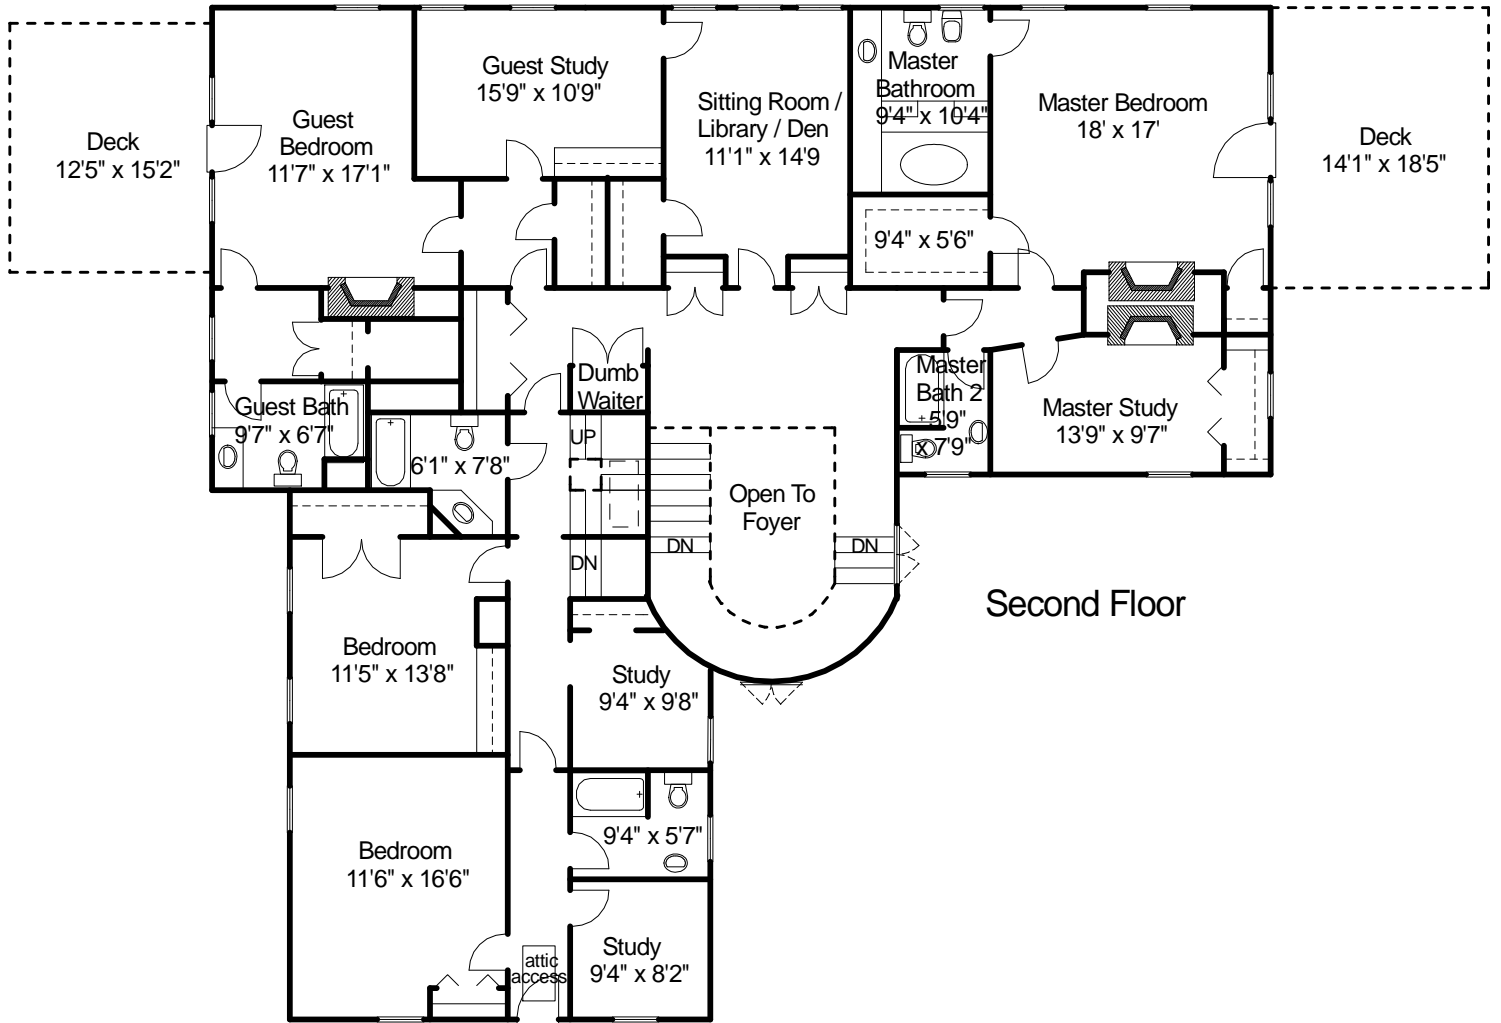 Guest Study
15'9" x 10'9"
Master
Bathroom
9'4" x 10'4"
Sitting Room /
Library / Den
11'1" x 14'9
Master Bedroom
18' x 17'
Guest
Bedroom
11'7" x 17'1"
Deck
12'5" x 15'2"
Deck
14'1" x 18'5"
9'4" x 5'6"
Dumb
Waiter
Master
Bath 2
5'9"
x 7'9"
Guest Bath
9'7" x 6'7"
Master Study
13'9" x 9'7"
UP
6'1" x 7'8"
Open To
Foyer
DN
DN
DN
Second Floor
Bedroom
11'5" x 13'8"
Study
9'4" x 9'8"
9'4" x 5'7"
Bedroom
11'6" x 16'6"
Study
9'4" x 8'2"
attic
access